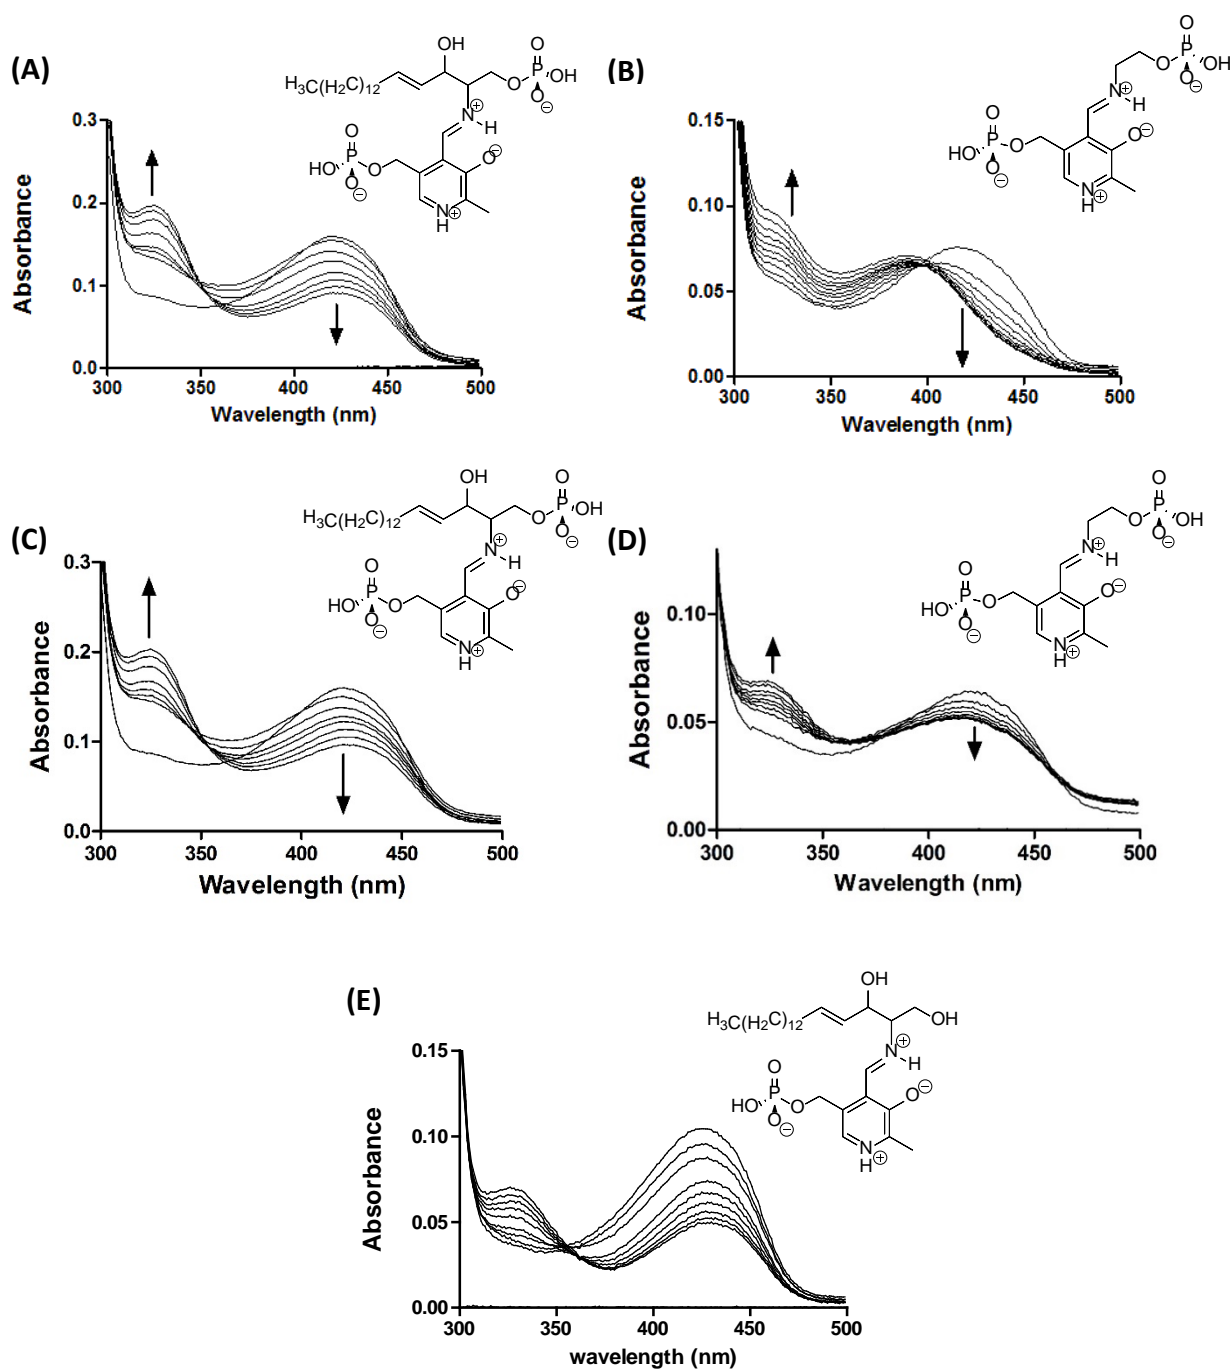 (A)
OH
H₃C(H₂C)₁₂
O
O
P
OH
O⊖
N⊕
H
O
P
HO
O
O⊖
O⊖
N⊕
H
0.3
0.2
0.1
0.0
Absorbance
300 350 400 450 500
Wavelength (nm)
(B)
O
O
P
OH
O⊖
N⊕
H
O
P
HO
O
O⊖
O⊖
N⊕
H
0.15
0.10
0.05
0.00
Absorbance
300 350 400 450 500
Wavelength (nm)
(C)
OH
H₃C(H₂C)₁₂
O
O
P
OH
O⊖
N⊕
H
O
P
HO
O
O⊖
O⊖
N⊕
H
0.3
0.2
0.1
0.0
Absorbance
300 350 400 450 500
Wavelength (nm)
(D)
O
O
P
OH
O⊖
N⊕
H
O
P
HO
O
O⊖
O⊖
N⊕
H
0.10
0.05
0.00
Absorbance
300 350 400 450 500
Wavelength (nm)
(E)
OH
H₃C(H₂C)₁₂
OH
N⊕
H
O
P
HO
O
O⊖
O⊖
N⊕
H
0.15
0.10
0.05
0.00
Absorbance
300 350 400 450 500
wavelength (nm)